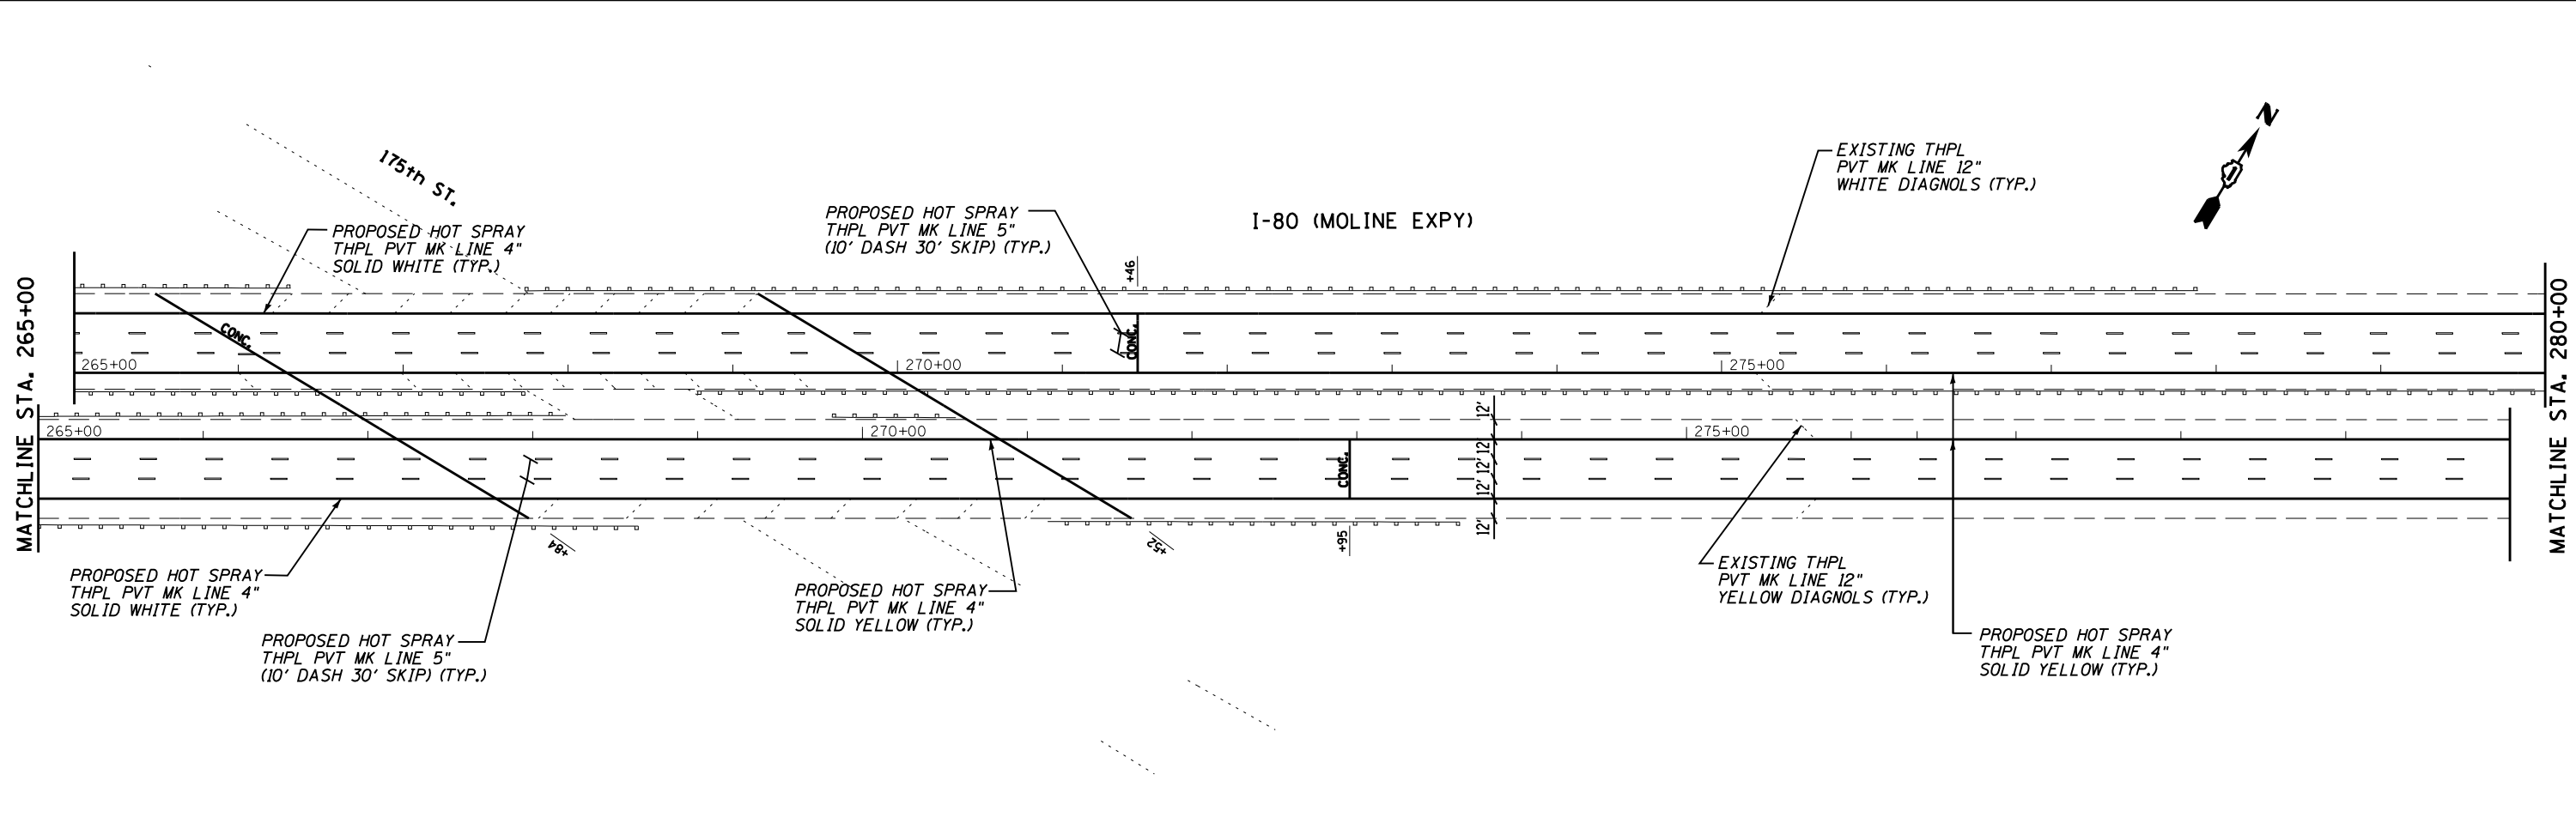 175th ST.
PROPOSED HOT SPRAY
THPL PVT MK LINE 4"
SOLID WHITE (TYP.)
PROPOSED HOT SPRAY
THPL PVT MK LINE 5"
(10' DASH 30' SKIP) (TYP.)
I-80 (MOLINE EXPY)
EXISTING THPL
PVT MK LINE 12"
WHITE DIAGNOLS (TYP.)
N
+46
MATCHLINE STA. 265+00
MATCHLINE STA. 280+00
CONC.
CONC.
265+00
270+00
275+00
265+00
270+00
275+00
CONC.
12'
12'
12'
12'
12'
+84
+52
+95
PROPOSED HOT SPRAY
THPL PVT MK LINE 4"
SOLID WHITE (TYP.)
PROPOSED HOT SPRAY
THPL PVT MK LINE 5"
(10' DASH 30' SKIP) (TYP.)
PROPOSED HOT SPRAY
THPL PVT MK LINE 4"
SOLID YELLOW (TYP.)
EXISTING THPL
PVT MK LINE 12"
YELLOW DIAGNOLS (TYP.)
PROPOSED HOT SPRAY
THPL PVT MK LINE 4"
SOLID YELLOW (TYP.)